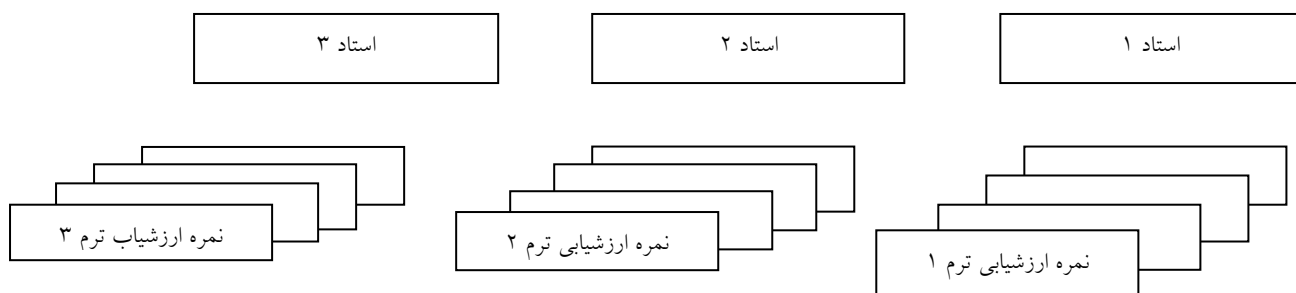 استاد ۱
استاد ۲
استاد ۳
نمره ارزشیابی ترم ۱
نمره ارزشیابی ترم ۲
نمره ارزشیاب ترم ۳